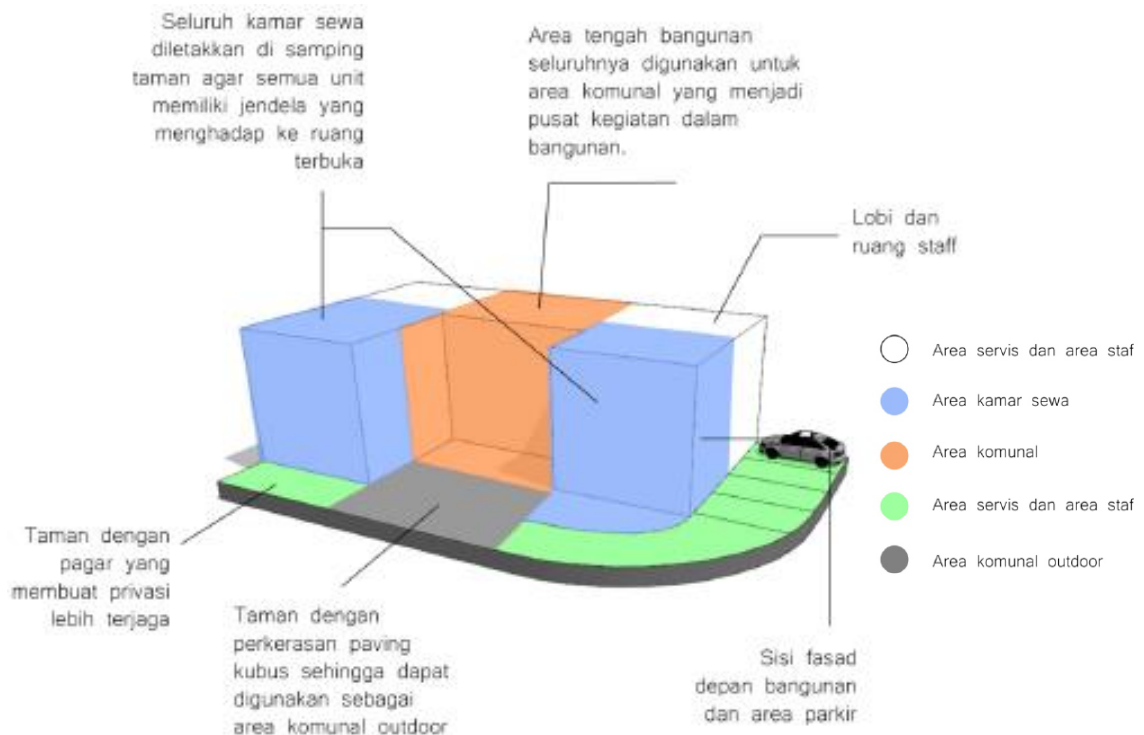 Seluruh kamar sewa
diletakkan di samping
taman agar semua unit
memiliki jendela yang
menghadap ke ruang
terbuka
Area tengah bangunan
seluruhnya digunakan untuk
area komunal yang menjadi
pusat kegiatan dalam
bangunan.
Lobi dan
ruang staff
Area servis dan area staf
Area kamar sewa
Area komunal
Area servis dan area staf
Area komunal outdoor
Taman dengan
pagar yang
membuat privasi
lebih terjaga
Taman dengan
perkerasan paving
kubus sehingga dapat
digunakan sebagai
area komunal outdoor
Sisi fasad
depan bangunan
dan area parkir